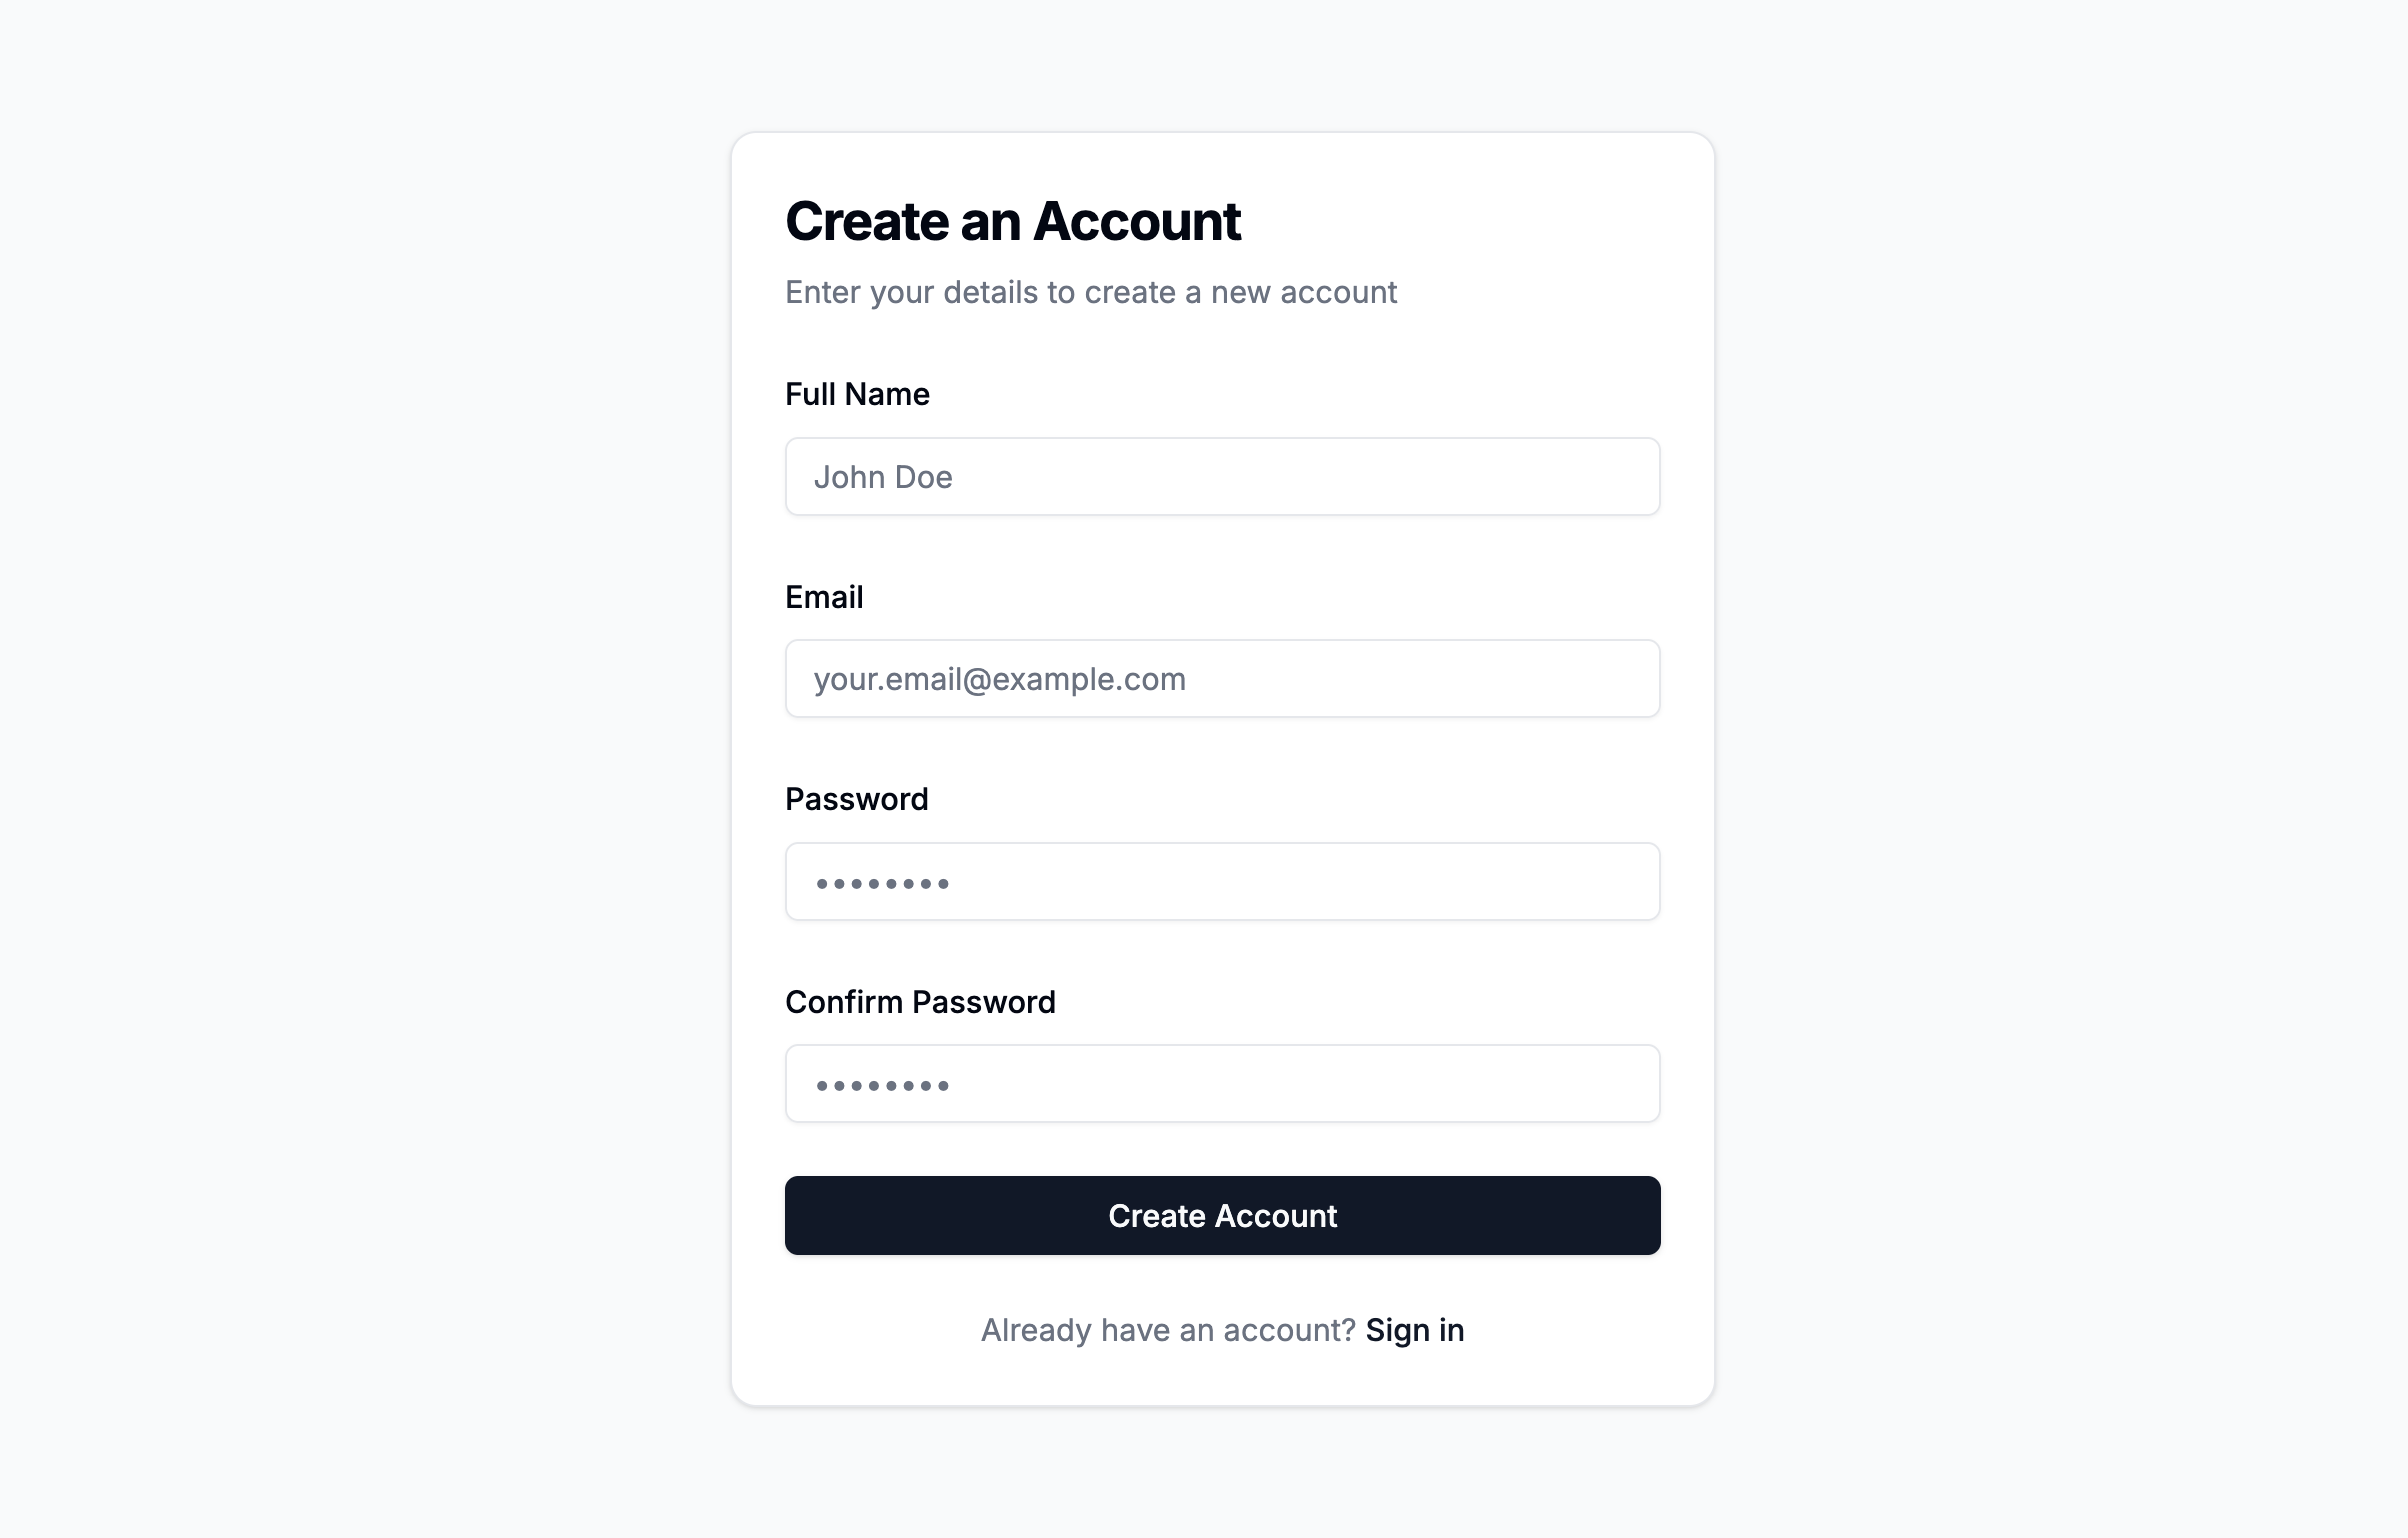 Create an Account
Enter your details to create a new account
Full Name
John Doe
Email
your.email@example.com
Password
••••••••
Confirm Password
••••••••
Create Account
Already have an account? Sign in